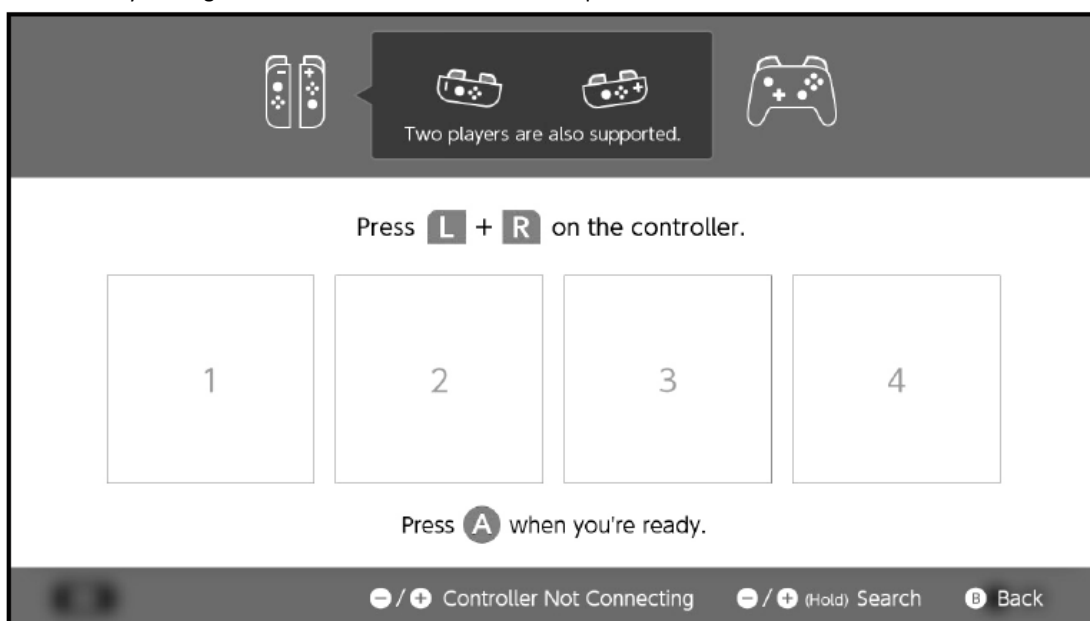 Two players are also supported.
Press L + R on the controller.
1 2 3 4
Press A when you're ready.
-/+ Controller Not Connecting -/+ (Hold) Search B Back